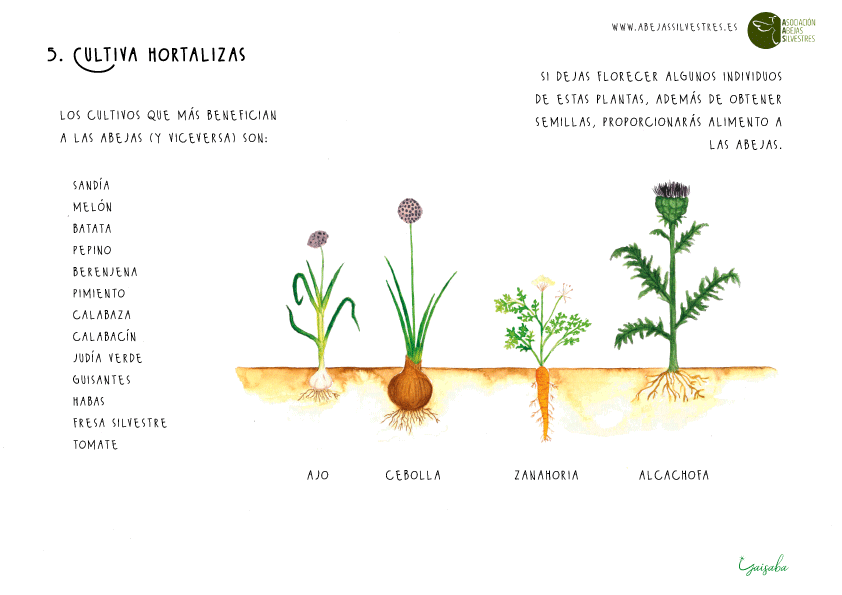 WWW.ABEJASSILVESTRES.ES
ASOCIACIÓN
ABEJAS
SILVESTRES
5. CULTIVA HORTALIZAS
SI DEJAS FLORECER ALGUNOS INDIVIDUOS
DE ESTAS PLANTAS, ADEMÁS DE OBTENER
SEMILLAS, PROPORCIONARÁS ALIMENTO A
LAS ABEJAS.
LOS CULTIVOS QUE MÁS BENEFICIAN
A LAS ABEJAS (Y VICEVERSA) SON:
SANDÍA
MELÓN
BATATA
PEPINO
BERENJENA
PIMIENTO
CALABAZA
CALABACÍN
JUDÍA VERDE
GUISANTES
HABAS
FRESA SILVESTRE
TOMATE
AJO
CEBOLLA
ZANAHORIA
ALCACHOFA
Gaisaba